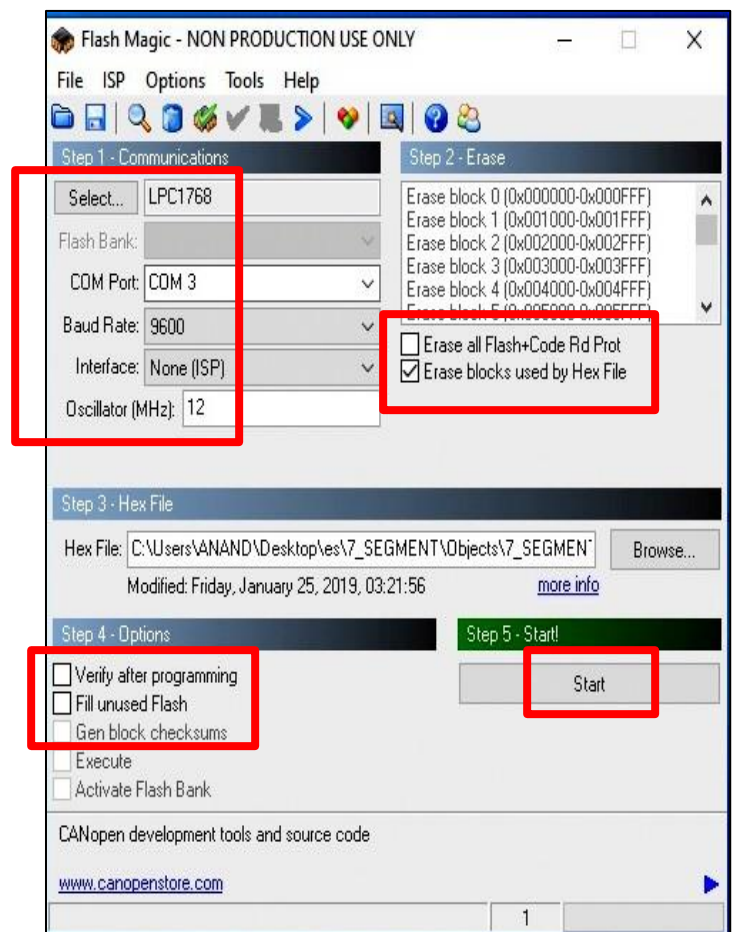 Flash Magic - NON PRODUCTION USE ONLY
File ISP Options Tools Help
Step 1 - Communications
Select... LPC1768
Flash Bank:
COM Port: COM 3
Baud Rate: 9600
Interface: None (ISP)
Oscillator (MHz): 12
Step 2 - Erase
Erase block 0 (0x000000-0x000FFF)
Erase block 1 (0x001000-0x001FFF)
Erase block 2 (0x002000-0x002FFF)
Erase block 3 (0x003000-0x003FFF)
Erase block 4 (0x004000-0x004FFF)
Erase block 5 (0x005000-0x005FFF)
Erase all Flash+Code Rd Prot
Erase blocks used by Hex File
Step 3 - Hex File
Hex File: C:\Users\ANAND\Desktop\es\7_SEGMENT\Objects\7_SEGMENT Browse...
Modified: Friday, January 25, 2019, 03:21:56 more info
Step 4 - Options
Verify after programming
Fill unused Flash
Gen block checksums
Execute
Activate Flash Bank
Step 5 - Start!
Start
CANopen development tools and source code
www.canopenstore.com
1